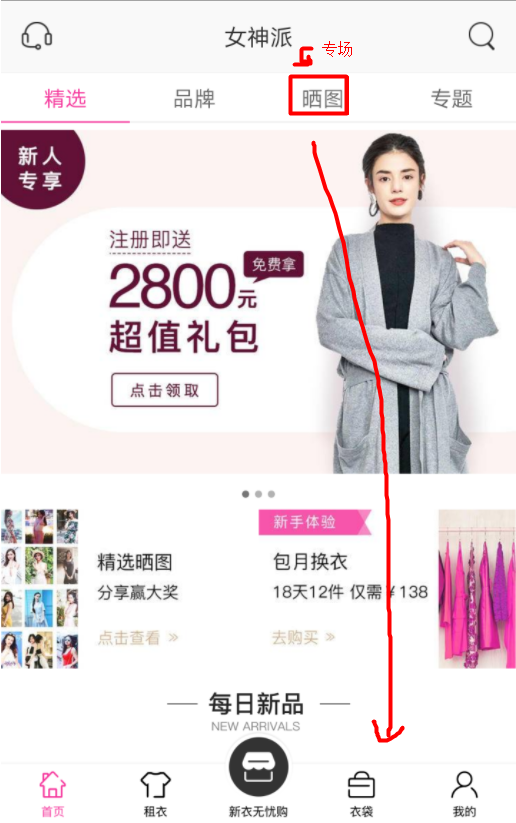 女神派
专场
精选 品牌 晒图 专题
新人
专享
注册即送
2800元
免费拿
超值礼包
点击领取
新手体验
精选晒图
分享赢大奖
点击查看 »
包月换衣
18天12件 仅需￥138
去购买 »
每日新品
NEW ARRIVALS
首页 租衣 新衣无忧购 衣袋 我的